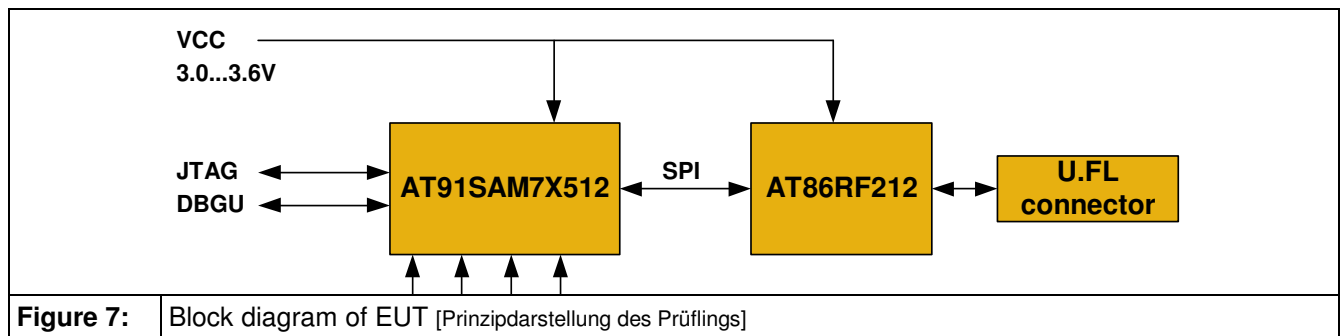 VCC
3.0...3.6V
JTAG
DBGU
AT91SAM7X512
SPI
AT86RF212
U.FL
connector
Figure 7: Block diagram of EUT [Prinzipdarstellung des Prüflings]